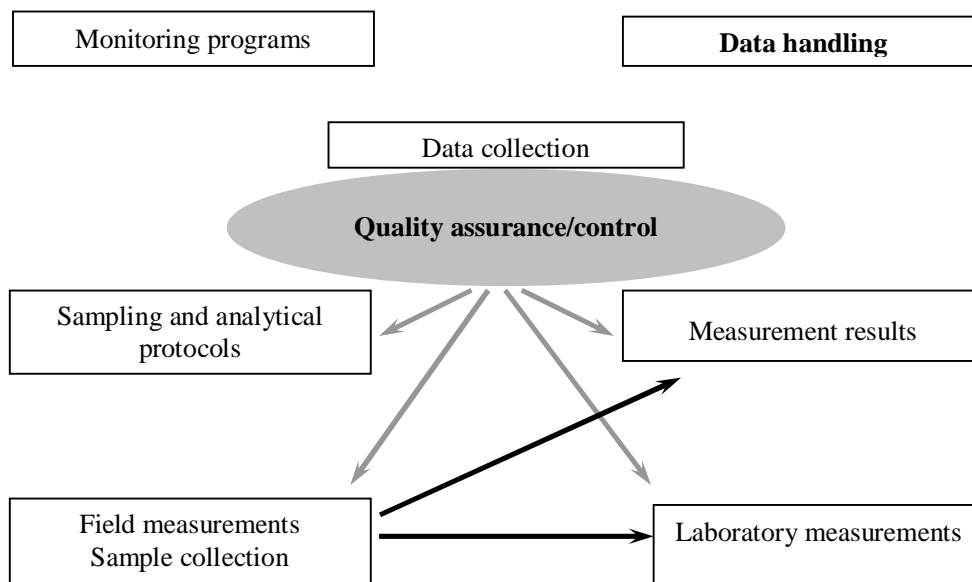 Monitoring programs
Data handling
Data collection
Quality assurance/control
Sampling and analytical
protocols
Measurement results
Field measurements
Sample collection
Laboratory measurements